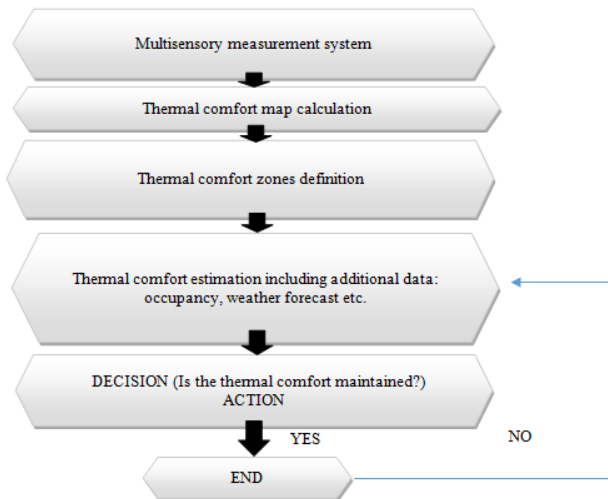 Multisensory measurement system
Thermal comfort map calculation
Thermal comfort zones definition
Thermal comfort estimation including additional data:
occupancy, weather forecast etc.
DECISION (Is the thermal comfort maintained?)
ACTION
YES
NO
END